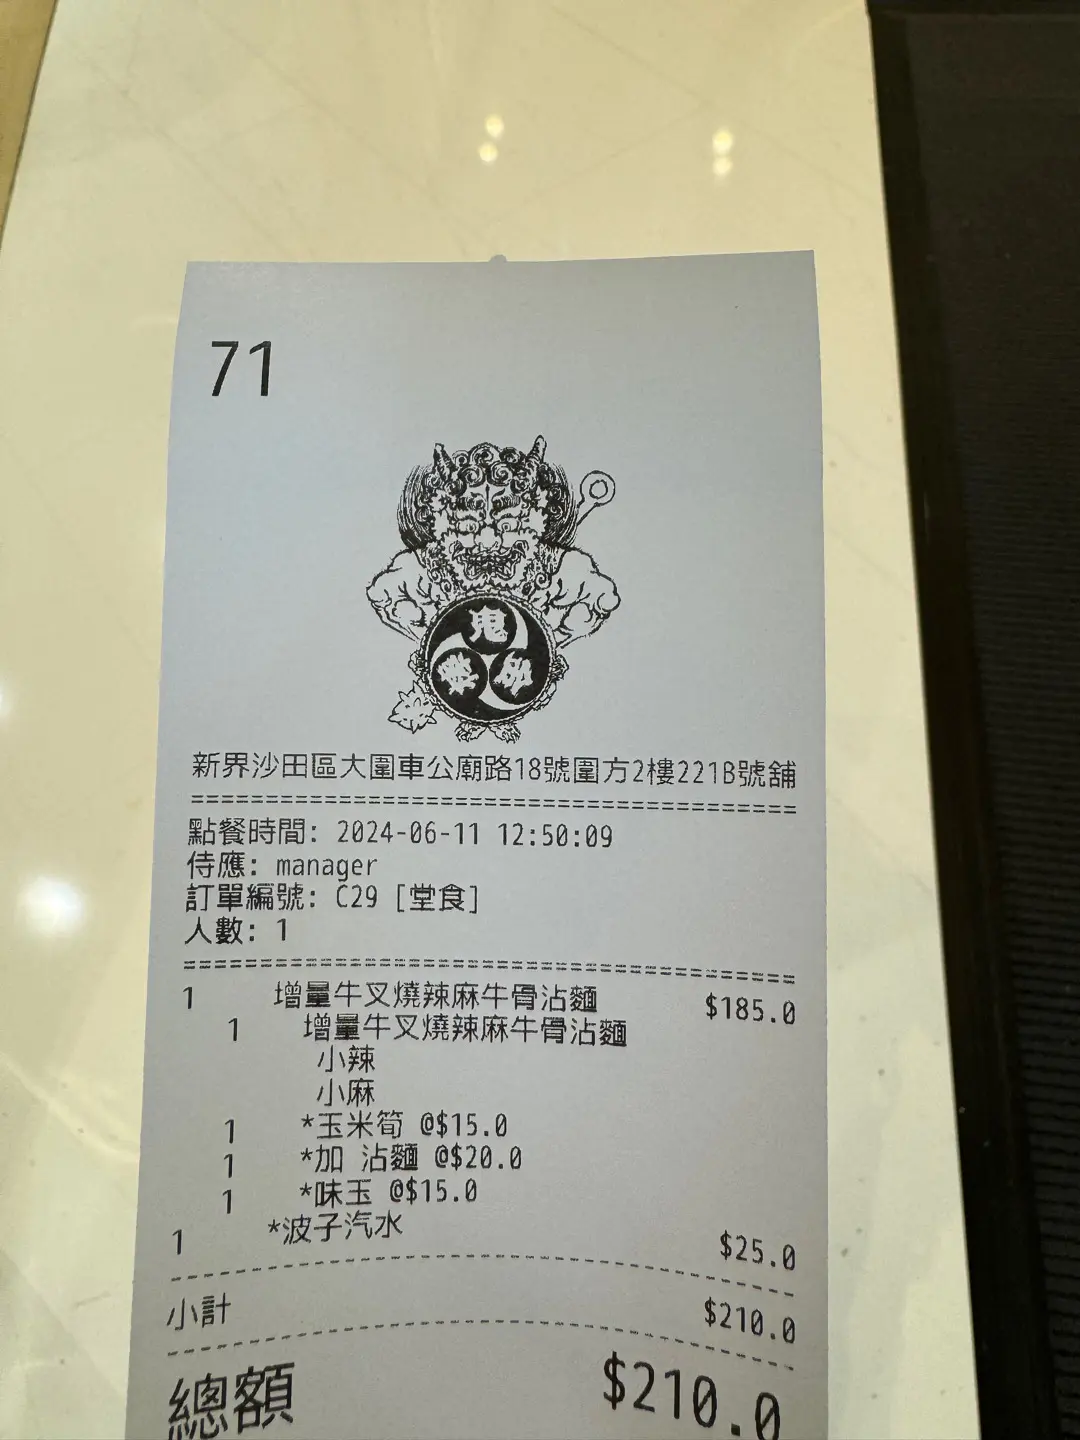 71
鬼
新界沙田區大圍車公廟路18號圍方2樓221B號舖
========================================
點餐時間: 2024-06-11 12:50:09
侍應: manager
訂單編號: C29 [堂食]
人數: 1
========================================
1 增量牛叉燒辣麻牛骨沾麵 $185.0
1 增量牛叉燒辣麻牛骨沾麵
小辣
小麻
1 *玉米筍 @$15.0
1 *加 沾麵 @$20.0
1 *味玉 @$15.0
1 *波子汽水 $25.0
小計 $210.0
總額 $210.0